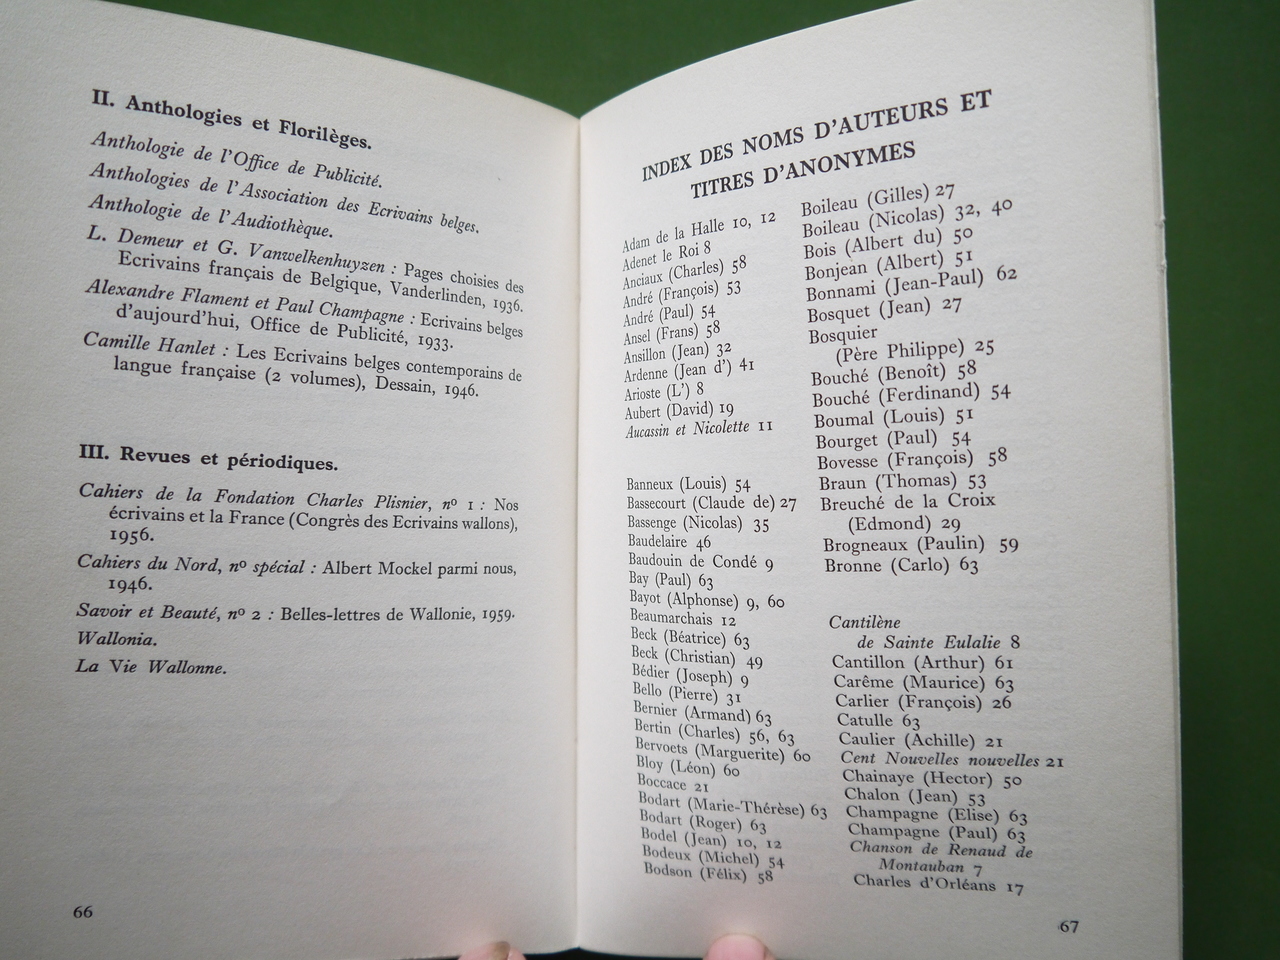 II. Anthologies et Florilèges.
Anthologie de l'Office de Publicité.
Anthologies de l'Association des Ecrivains belges.
Anthologie de l'Audiothèque.
L. Demeur et G. Vanwelkenhuyzen : Pages choisies des
Ecrivains français de Belgique, Vanderlinden, 1936.
Alexandre Flament et Paul Champagne : Ecrivains belges
d'aujourd'hui, Office de Publicité, 1933.
Camille Hanlet : Les Ecrivains belges contemporains de
langue française (2 volumes), Dessain, 1946.
III. Revues et périodiques.
Cahiers de la Fondation Charles Plisnier, nº 1 : Nos
écrivains et la France (Congrès des Ecrivains wallons),
1956.
Cahiers du Nord, nº spécial : Albert Mockel parmi nous,
1946.
Savoir et Beauté, nº 2 : Belles-lettres de Wallonie, 1959.
Wallonia.
La Vie Wallonne.
66
INDEX DES NOMS D'AUTEURS ET
TITRES D'ANONYMES
Adam de la Halle 10, 12
Adenet le Roi 8
Anciaux (Charles) 58
André (François) 53
André (Paul) 54
Ansel (Frans) 58
Ansillon (Jean) 32
Ardenne (Jean d') 41
Arioste (L') 8
Aubert (David) 19
Aucassin et Nicolette 11
Banneux (Louis) 54
Bassecourt (Claude de) 27
Bassenge (Nicolas) 35
Baudelaire 46
Baudouin de Condé 9
Bay (Paul) 63
Bayot (Alphonse) 9, 60
Beaumarchais 12
Beck (Béatrice) 63
Beck (Christian) 49
Bédier (Joseph) 9
Bello (Pierre) 31
Bernier (Armand) 63
Bertin (Charles) 56, 63
Bervoets (Marguerite) 60
Bloy (Léon) 60
Boccace 21
Bodart (Marie-Thérèse) 63
Bodart (Roger) 63
Bodel (Jean) 10, 12
Bodeux (Michel) 54
Bodson (Félix) 58
Boileau (Gilles) 27
Boileau (Nicolas) 32, 40
Bois (Albert du) 50
Bonjean (Albert) 51
Bonnami (Jean-Paul) 62
Bosquet (Jean) 27
Bosquier
(Père Philippe) 25
Bouché (Benoît) 58
Bouché (Ferdinand) 54
Boumal (Louis) 51
Bourget (Paul) 54
Bovesse (François) 58
Braun (Thomas) 53
Breuché de la Croix
(Edmond) 29
Brogneaux (Paulin) 59
Bronne (Carlo) 63
Cantilène
de Sainte Eulalie 8
Cantillon (Arthur) 61
Carême (Maurice) 63
Carlier (François) 26
Catulle 63
Caulier (Achille) 21
Cent Nouvelles nouvelles 21
Chainaye (Hector) 50
Chalon (Jean) 53
Champagne (Elise) 63
Champagne (Paul) 63
Chanson de Renaud de
Montauban 7
Charles d'Orléans 17
67